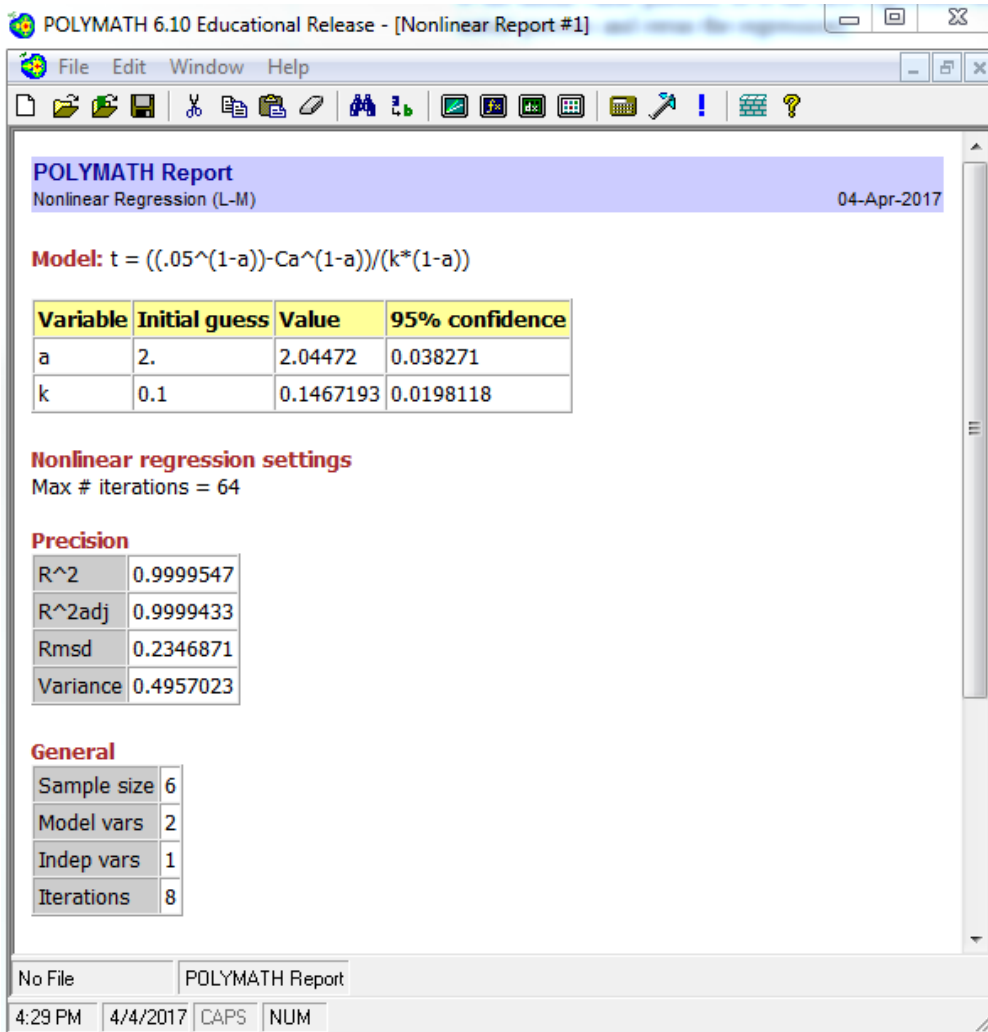 POLYMATH 6.10 Educational Release - [Nonlinear Report #1]
File Edit Window Help
POLYMATH Report
Nonlinear Regression (L-M) 04-Apr-2017
Model: t = ((.05^(1-a))-Ca^(1-a))/(k*(1-a))
Variable Initial guess Value 95% confidence
a 2. 2.04472 0.038271
k 0.1 0.1467193 0.0198118
Nonlinear regression settings
Max # iterations = 64
Precision
R^2 0.9999547
R^2adj 0.9999433
Rmsd 0.2346871
Variance 0.4957023
General
Sample size 6
Model vars 2
Indep vars 1
Iterations 8
No File POLYMATH Report
4:29 PM 4/4/2017 CAPS NUM